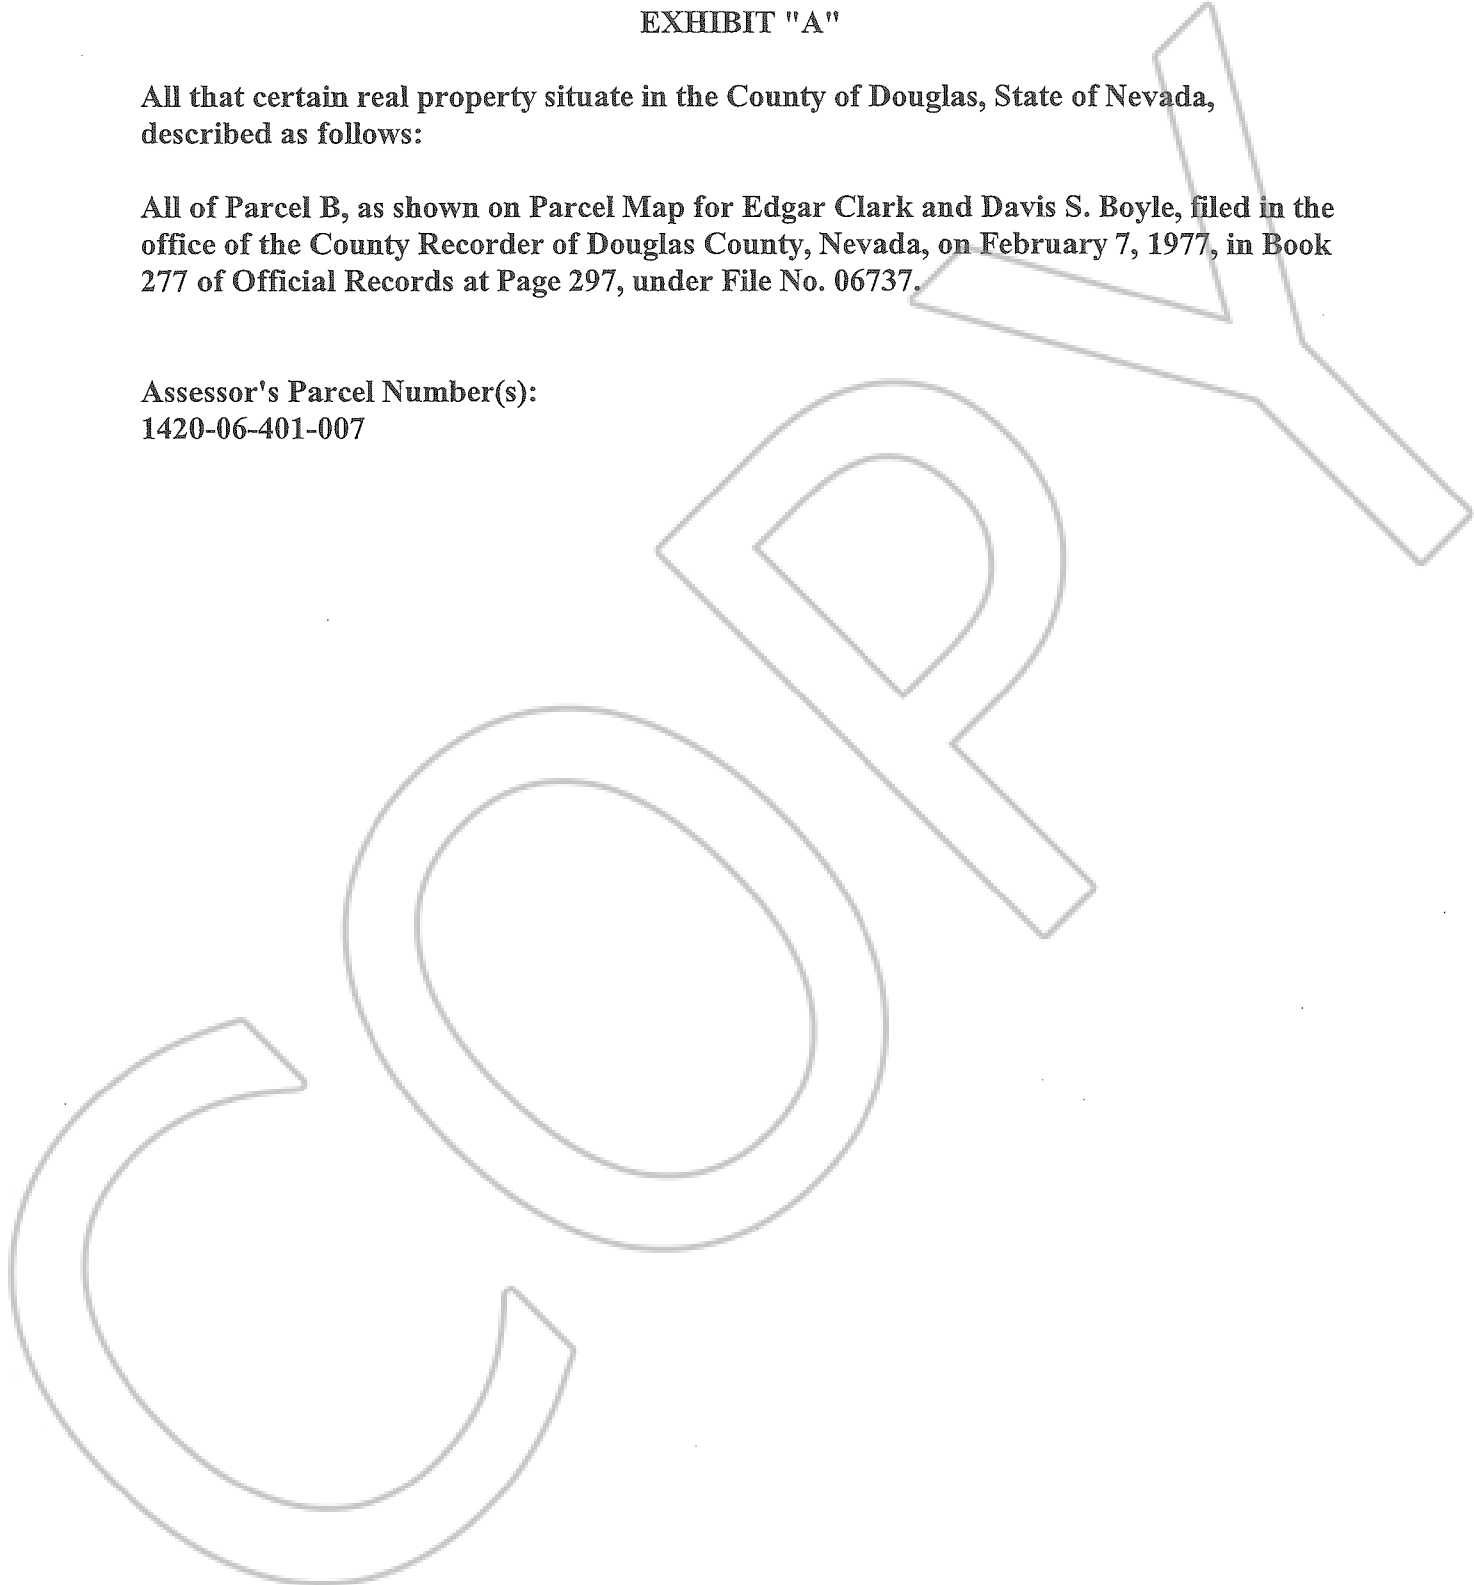 EXHIBIT "A"
All that certain real property situate in the County of Douglas, State of Nevada,
described as follows:
All of Parcel B, as shown on Parcel Map for Edgar Clark and Davis S. Boyle, filed in the
office of the County Recorder of Douglas County, Nevada, on February 7, 1977, in Book
277 of Official Records at Page 297, under File No. 06737.
Assessor's Parcel Number(s):
1420-06-401-007
COPY